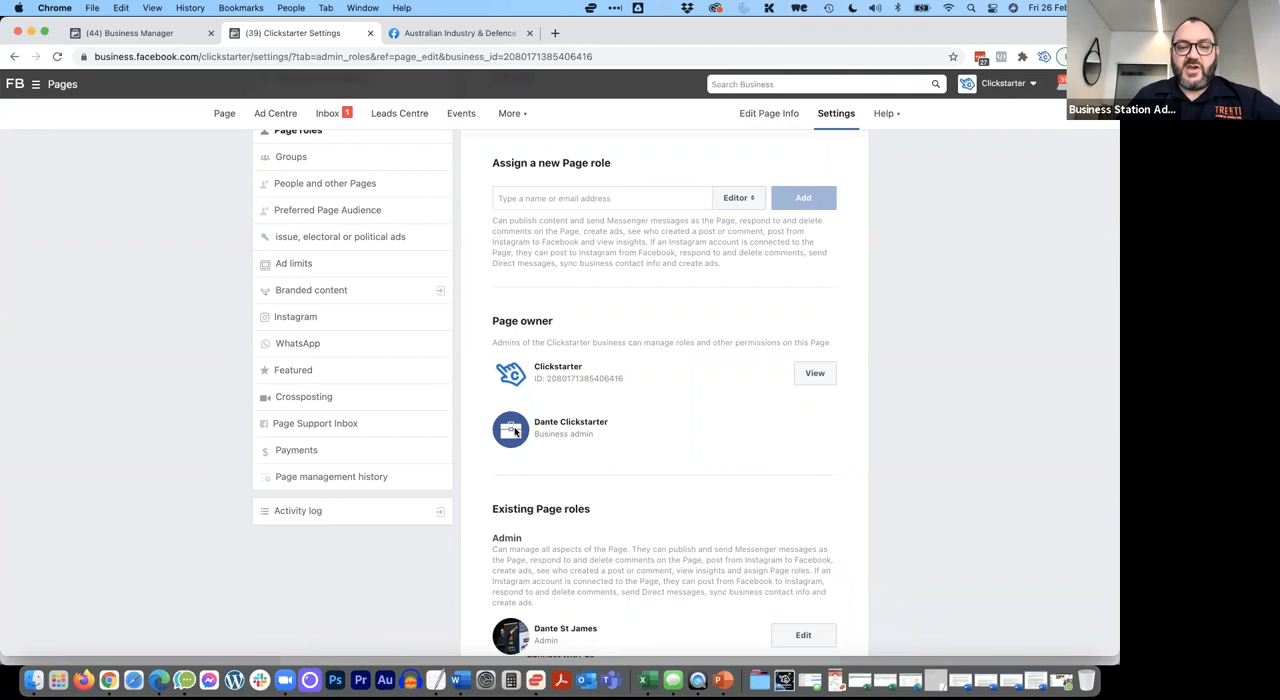 Chrome File Edit View History Bookmarks People Tab Window Help
Fri 26 Feb
(44) Business Manager
(39) Clickstarter Settings
Australian Industry & Defence
business.facebook.com/clickstarter/settings/?tab=admin_roles&ref=page_edit&business_id=2080171385406416
27
FB Pages
Search Business
Clickstarter
Business Station Ad...
Page Ad Centre Inbox 1 Leads Centre Events More
Edit Page Info Settings Help
Page roles
Groups
People and other Pages
Preferred Page Audience
issue, electoral or political ads
Ad limits
Branded content
Instagram
WhatsApp
Featured
Crossposting
Page Support Inbox
Payments
Page management history
Activity log
Assign a new Page role
Type a name or email address
Editor
Add
Can publish content and send Messenger messages as the Page, respond to and delete
comments on the Page, create ads, see who created a post or comment, post from
Instagram to Facebook and view insights. If an Instagram account is connected to the
Page, they can post to Instagram from Facebook, respond to and delete comments, send
Direct messages, sync business contact info and create ads.
Page owner
Admins of the Clickstarter business can manage roles and other permissions on this Page.
Clickstarter
ID: 2080171385406416
View
Dante Clickstarter
Business admin
Existing Page roles
Admin
Can manage all aspects of the Page. They can publish and send Messenger messages as
the Page, respond to and delete comments on the Page, post from Instagram to Facebook,
create ads, see who created a post or comment, view insights and assign Page roles. If an
Instagram account is connected to the Page, they can post from Facebook to Instagram,
respond to and delete comments, send Direct messages, sync business contact info and
create ads.
Dante St James
Admin
Edit
Ps Pr Au